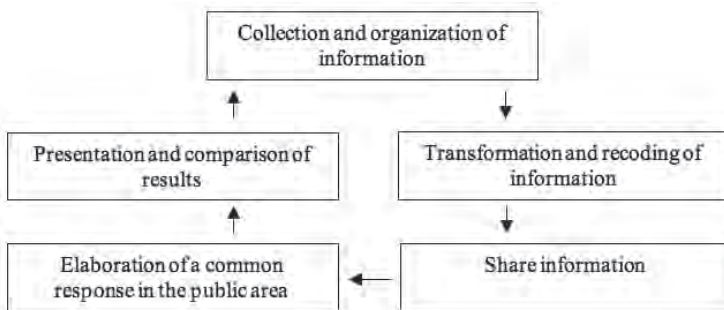 Collection and organization of
information
Presentation and comparison of
results
Transformation and recoding of
information
Elaboration of a common
response in the public area
Share information